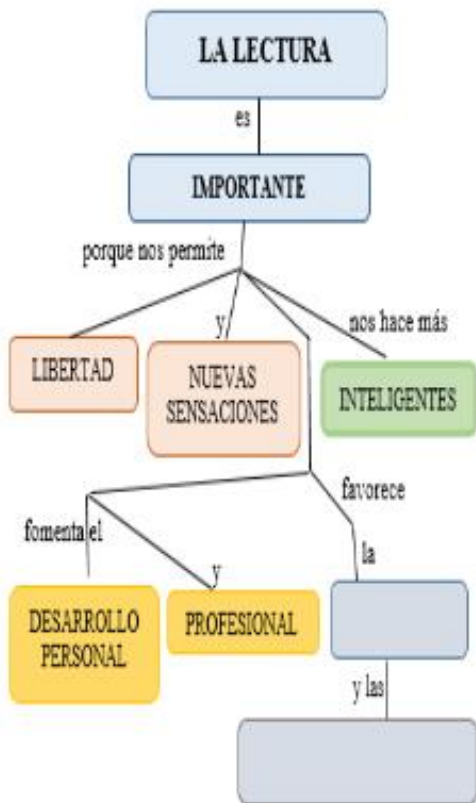 LA LECTURA
es
IMPORTANTE
porque nos permite
y
nos hace más
LIBERTAD
NUEVAS
SENSACIONES
INTELIGENTES
favorece
fomenta el
y
la
DESARROLLO
PERSONAL
PROFESIONAL
y las